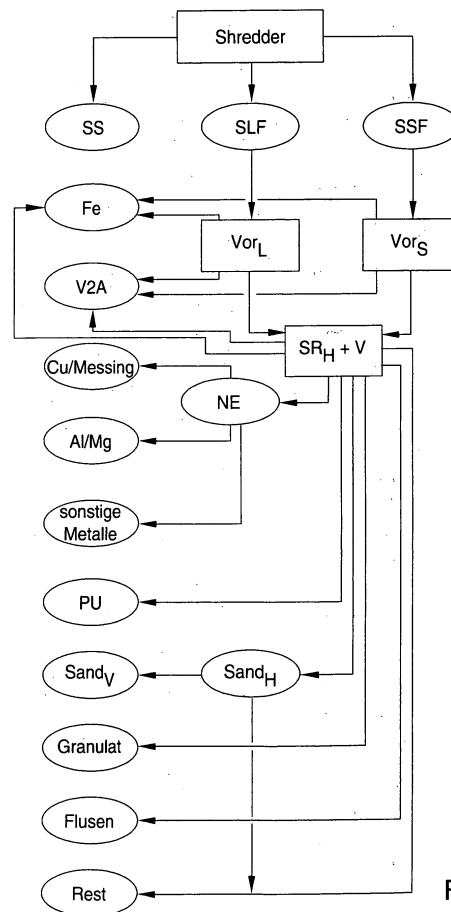 Shredder
SS
SLF
SSF
Fe
Vor_L
Vor_S
V2A
SR_H + V
Cu/Messing
NE
Al/Mg
sonstige
Metalle
PU
Sand_V
Sand_H
Granulat
Flusen
Rest